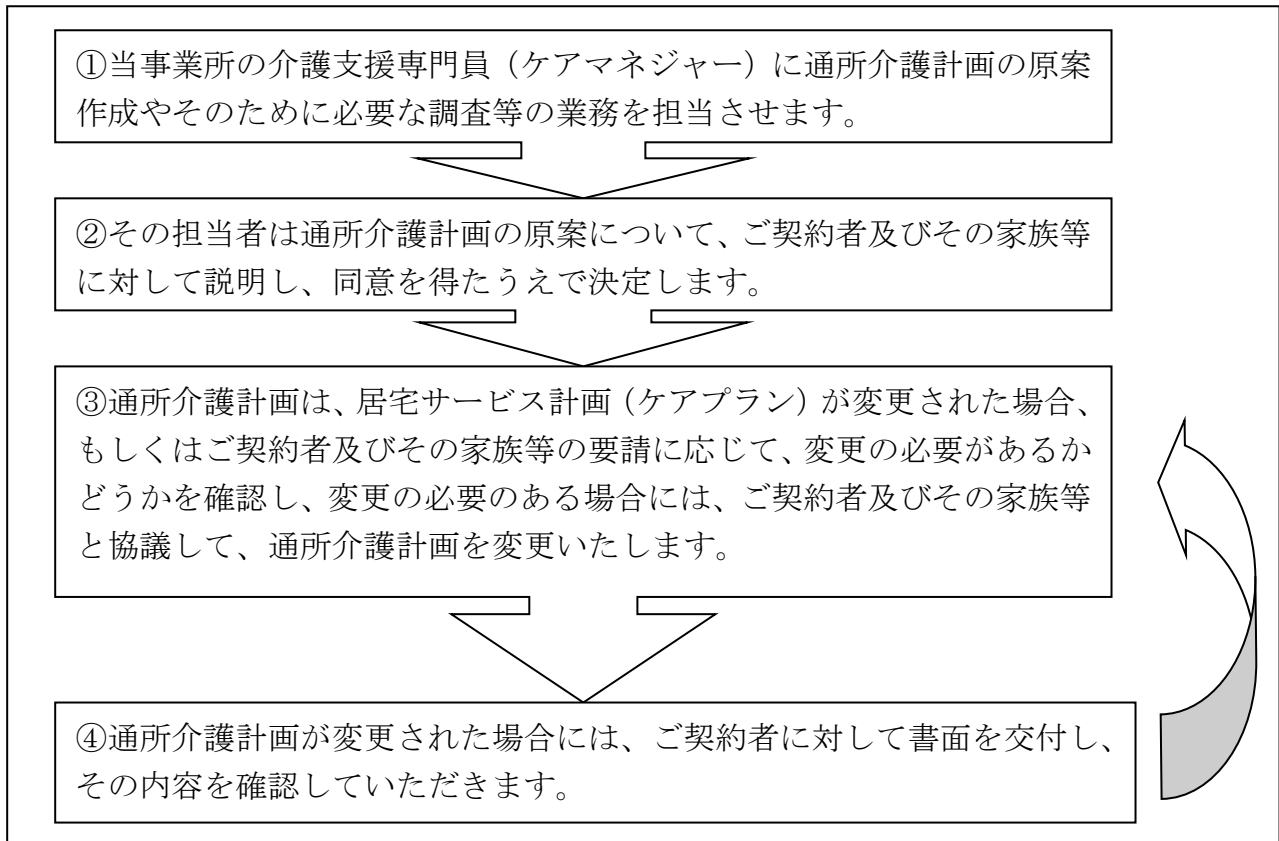 ①当事業所の介護支援専門員（ケアマネジャー）に通所介護計画の原案
作成やそのために必要な調査等の業務を担当させます。
②その担当者は通所介護計画の原案について、ご契約者及びその家族等
に対して説明し、同意を得たうえで決定します。
③通所介護計画は、居宅サービス計画（ケアプラン）が変更された場合、
もしくはご契約者及びその家族等の要請に応じて、変更の必要があるか
どうかを確認し、変更の必要のある場合には、ご契約者及びその家族等
と協議して、通所介護計画を変更いたします。
④通所介護計画が変更された場合には、ご契約者に対して書面を交付し、
その内容を確認していただきます。